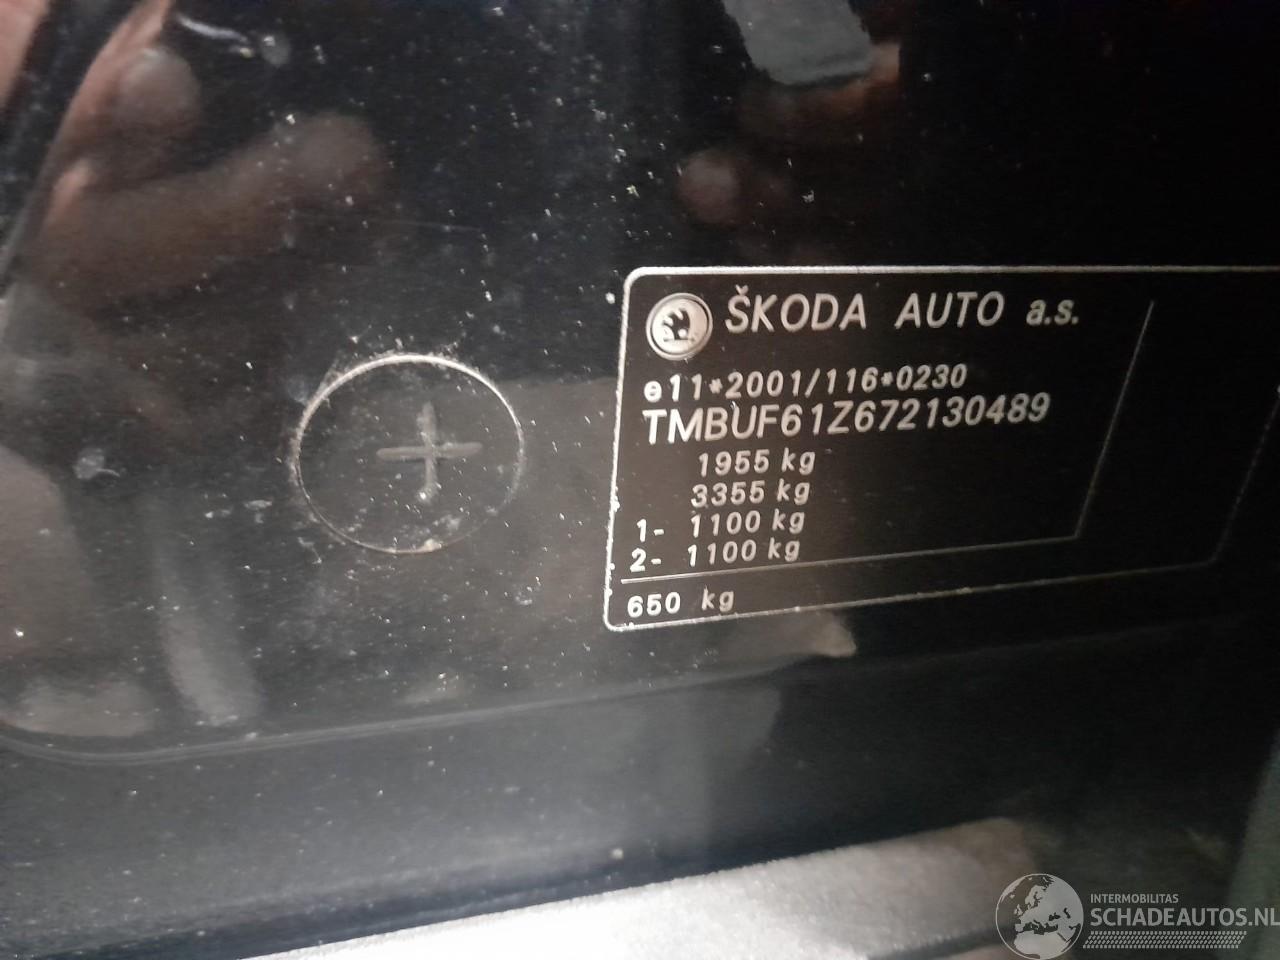 ŠKODA AUTO a.s.
e11*2001/116*0230
TMBUF61Z672130489
1955 kg
3355 kg
1- 1100 kg
2- 1100 kg
650 kg
INTERMOBILITAS
SCHADEAUTOS.NL